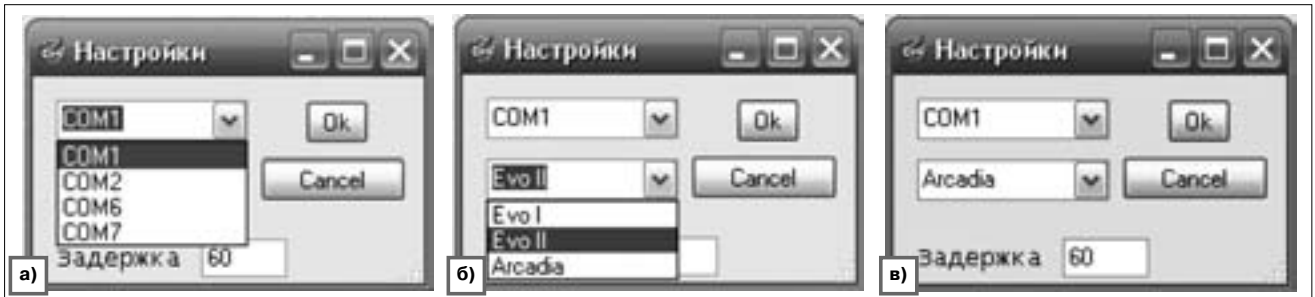 Настройки
COM1
Ok
COM1
COM2
COM6
COM7
Cancel
Задержка 60
а)
Настройки
COM1
Ok
Evo II
Cancel
Evo I
Evo II
Arcadia
б)
Настройки
COM1
Ok
Arcadia
Cancel
Задержка 60
в)